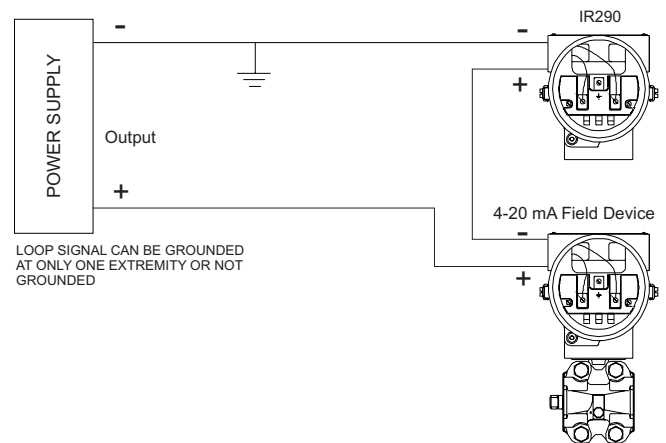 IR290
-
-
+
POWER SUPPLY
Output
+
4-20 mA Field Device
-
+
LOOP SIGNAL CAN BE GROUNDED
AT ONLY ONE EXTREMITY OR NOT
GROUNDED